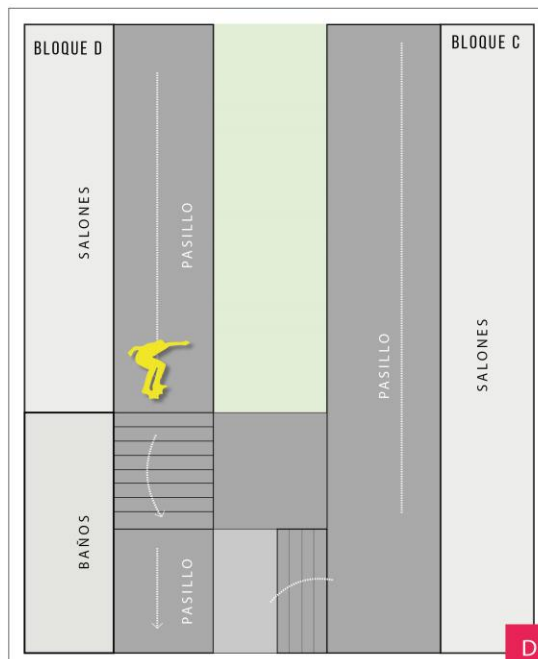 BLOQUE D
BLOQUE C
SALONES
PASILLO
PASILLO
SALONES
BAÑOS
PASILLO
D